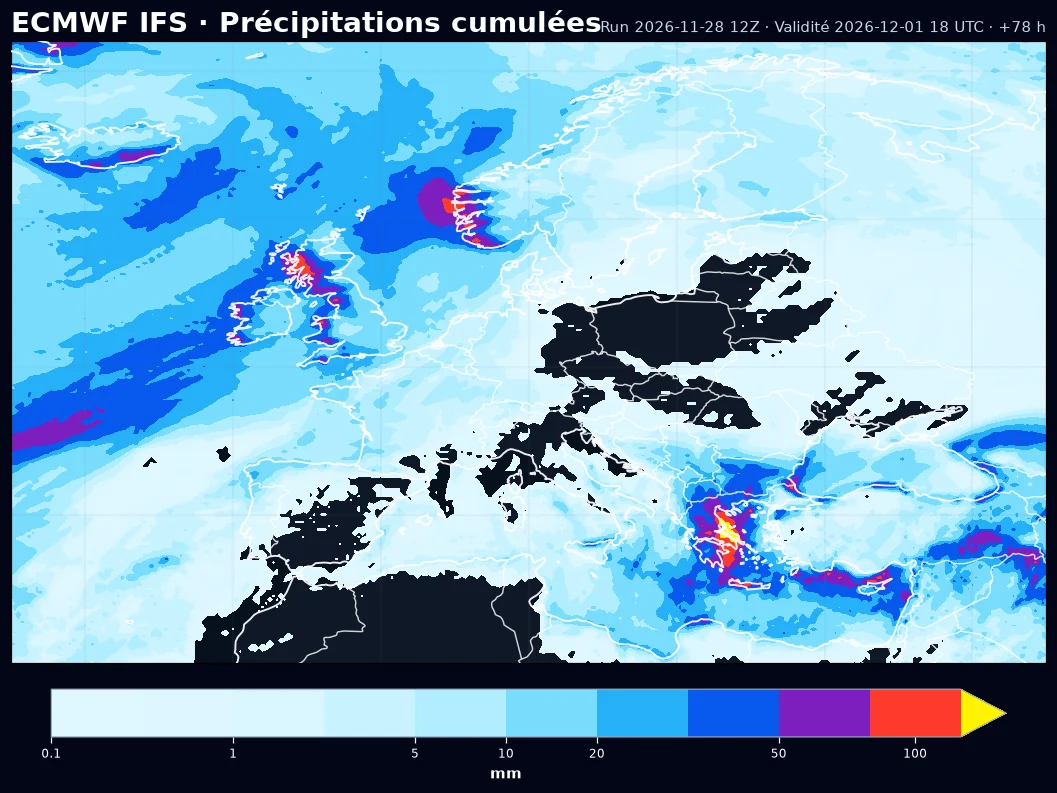 ECMWF IFS · Précipitations cumulées
Run 2026-11-28 12Z · Validité 2026-12-01 18 UTC · +78 h
0.1 1 5 10 20 50 100
mm